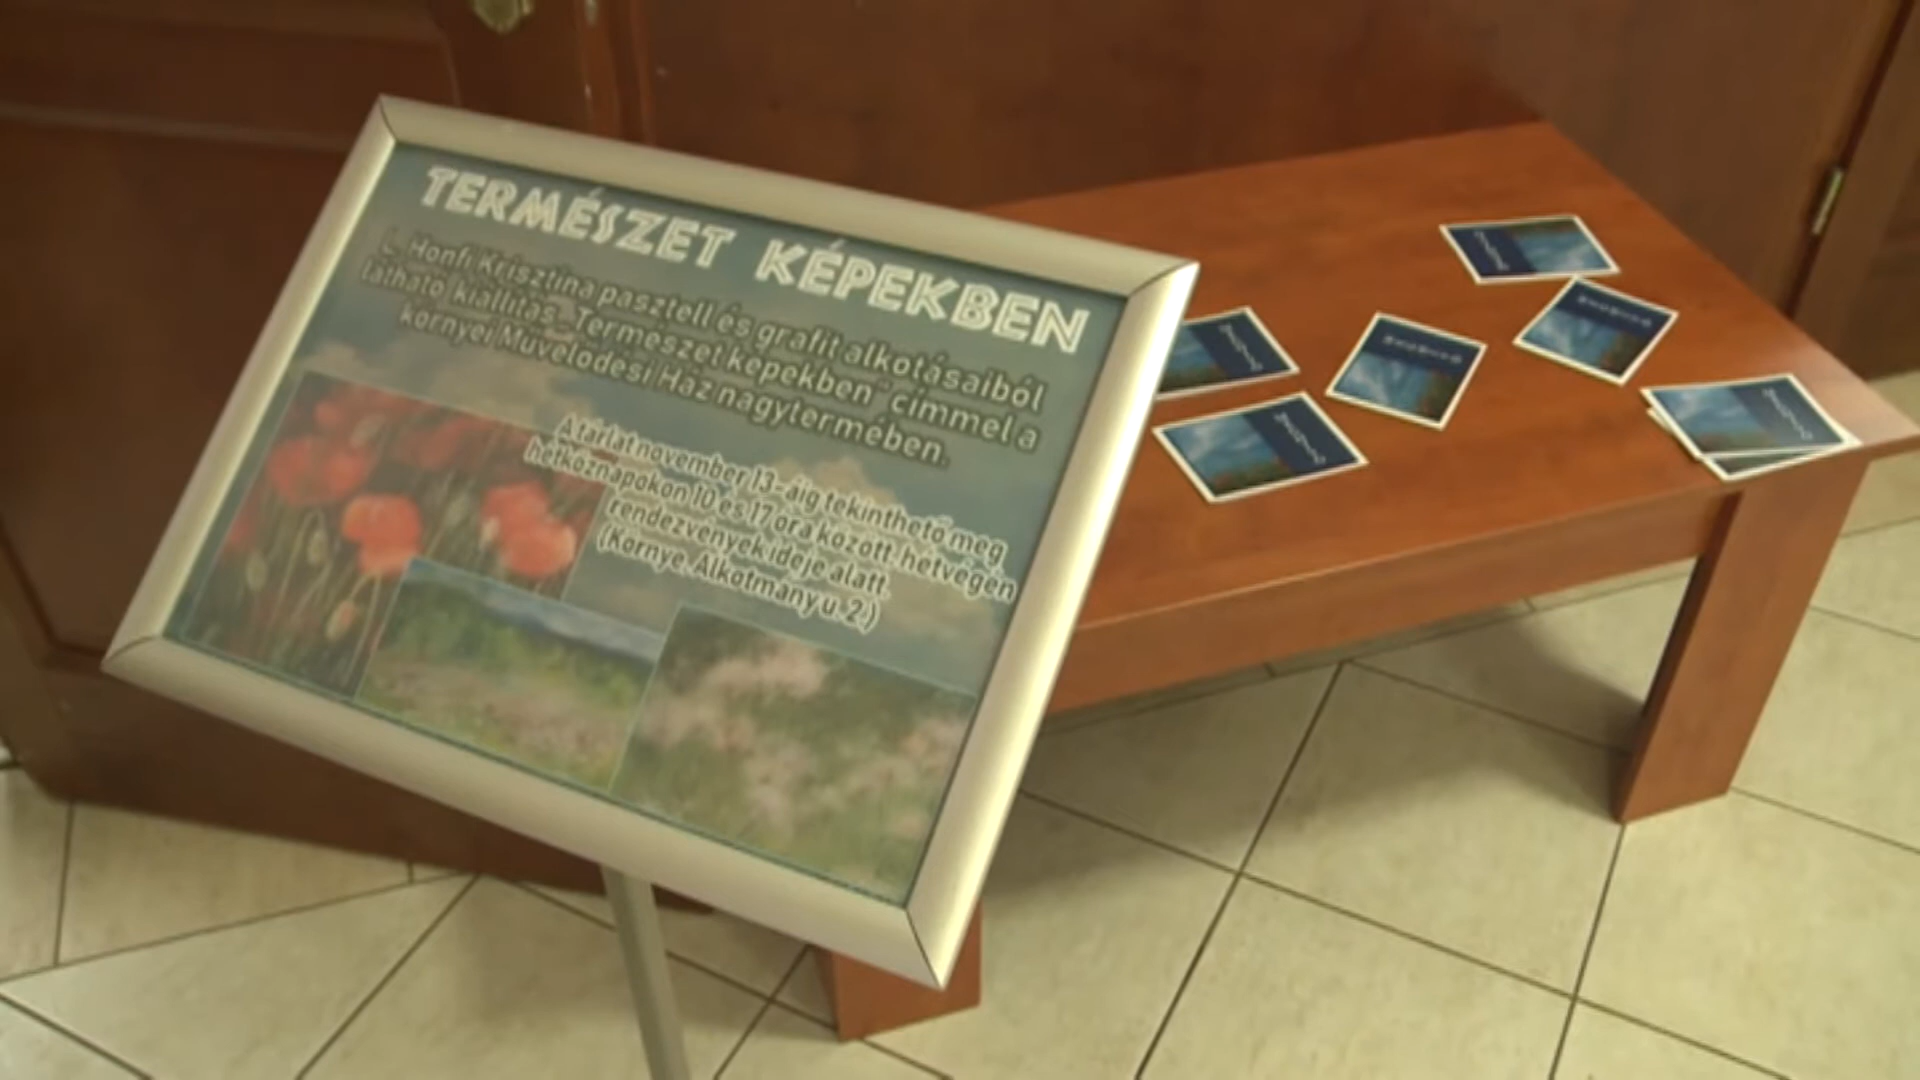 TERMÉSZET KÉPEKBEN
L. Honfi Krisztina pasztell és grafit alkotásaiból
látható kiállítás „Természet képekben" címmel a
környei Művelődési Ház nagytermében.
A tárlat november 13-áig tekinthető meg
hétköznapokon 10 és 17 óra között, hétvégén
rendezvények ideje alatt.
(Környe, Alkotmány u. 2.)